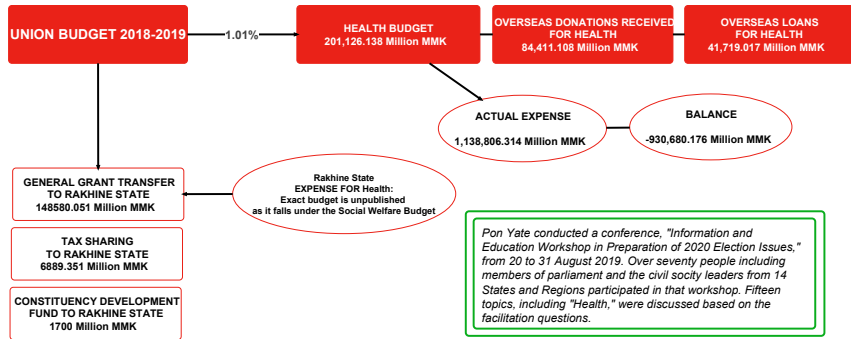 UNION BUDGET 2018-2019
1.01%
HEALTH BUDGET
201,126.138 Million MMK
OVERSEAS DONATIONS RECEIVED
FOR HEALTH
84,411.108 Million MMK
OVERSEAS LOANS
FOR HEALTH
41,719.017 Million MMK
ACTUAL EXPENSE
1,138,806.314 Million MMK
BALANCE
-930,680.176 Million MMK
GENERAL GRANT TRANSFER
TO RAKHINE STATE
148580.051 Million MMK
Rakhine State
EXPENSE FOR Health:
Exact budget is unpublished
as it falls under the Social Welfare Budget
TAX SHARING
TO RAKHINE STATE
6889.351 Million MMK
CONSTITUENCY DEVELOPMENT
FUND TO RAKHINE STATE
1700 Million MMK
Pon Yate conducted a conference, "Information and
Education Workshop in Preparation of 2020 Election Issues,"
from 20 to 31 August 2019. Over seventy people including
members of parliament and the civil socity leaders from 14
States and Regions participated in that workshop. Fifteen
topics, including "Health," were discussed based on the
facilitation questions.